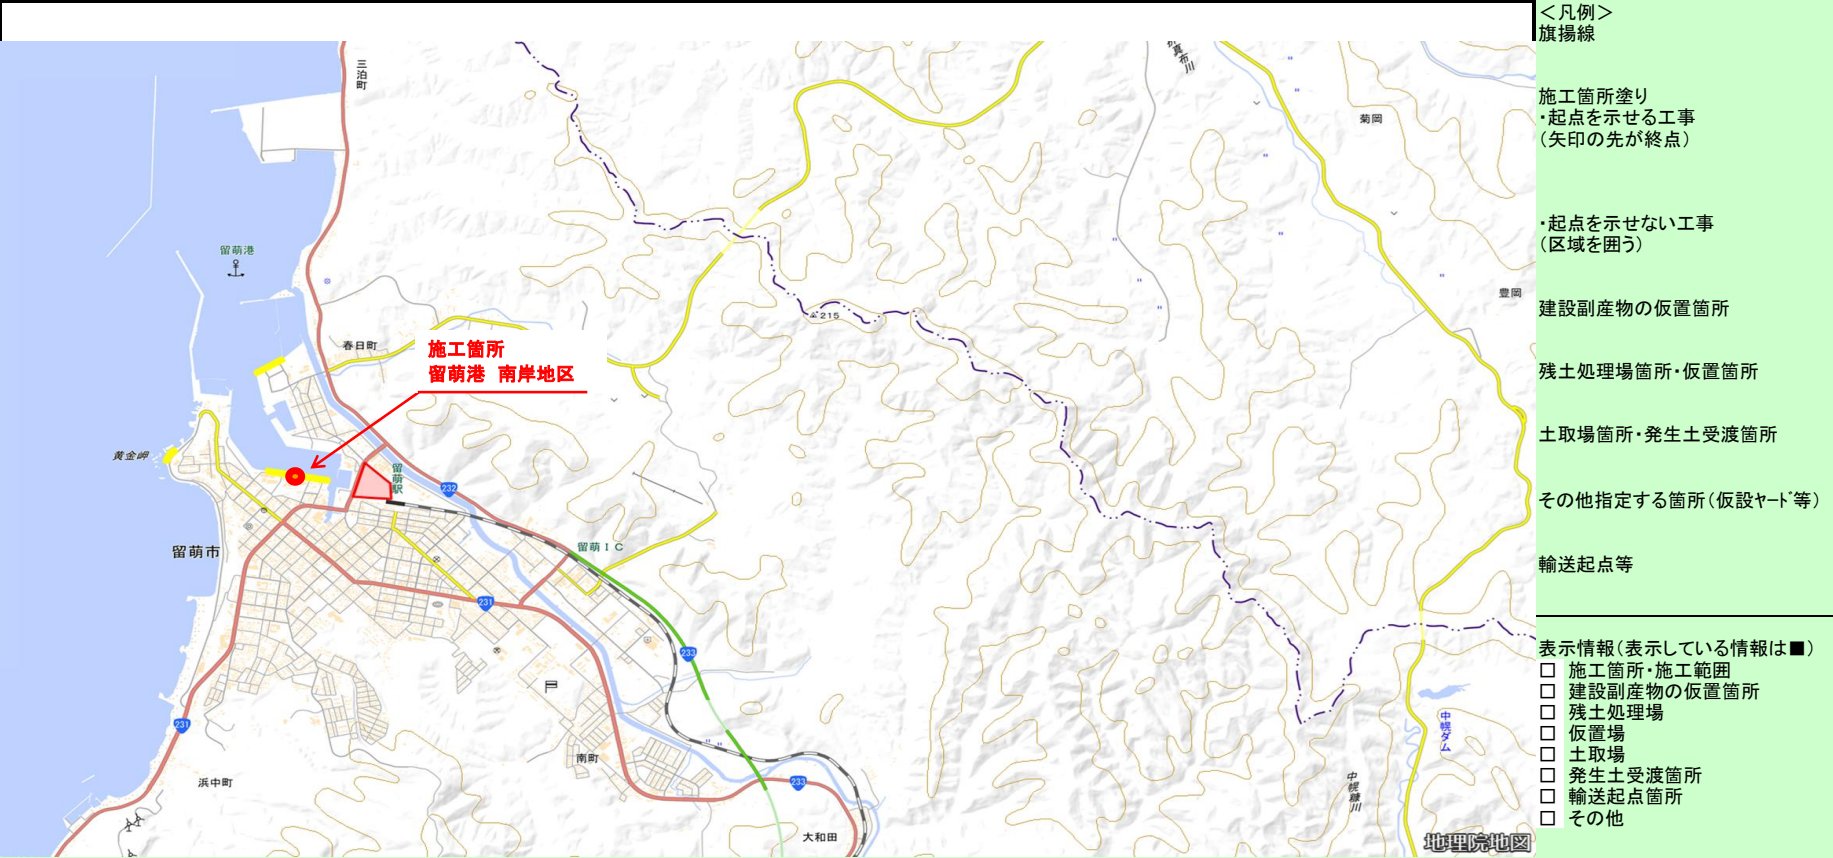 三泊町
留萌港
春日町
施工箇所
留萌港　南岸地区
黄金岬
留萌駅
232
留萌市
留萌ＩＣ
231
233
231
南町
233
浜中町
大和田
215
菊岡
豊岡
中幌ダム
中幌糠川
地理院地図
＜凡例＞
旗揚線
施工箇所塗り
・起点を示せる工事
（矢印の先が終点）
・起点を示せない工事
（区域を囲う）
建設副産物の仮置箇所
残土処理場箇所・仮置箇所
土取場箇所・発生土受渡箇所
その他指定する箇所（仮設ﾔｰﾄﾞ等）
輸送起点等
表示情報（表示している情報は■）
□ 施工箇所・施工範囲
□ 建設副産物の仮置箇所
□ 残土処理場
□ 仮置場
□ 土取場
□ 発生土受渡箇所
□ 輸送起点箇所
□ その他